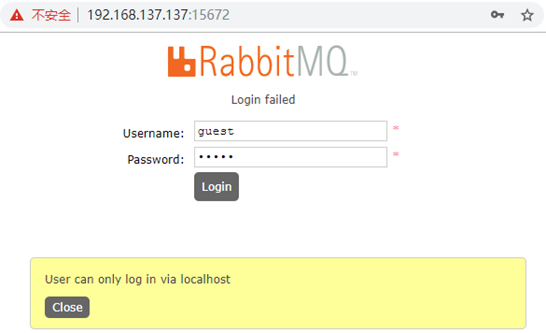 不安全 | 192.168.137.137:15672
RabbitMQ™
Login failed
Username: guest *
Password: ••••• *
Login
User can only log in via localhost
Close